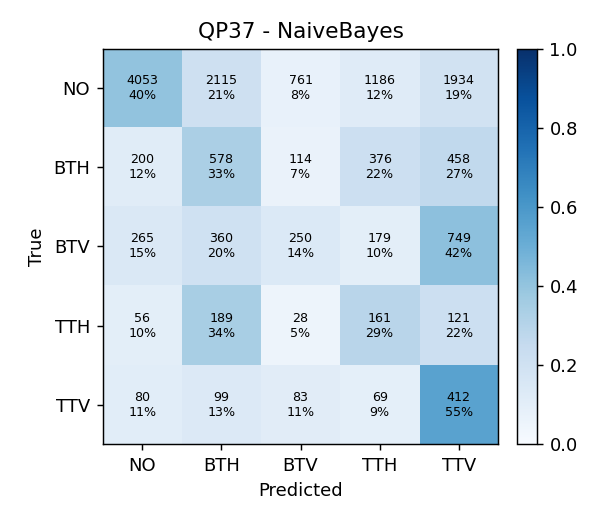 QP37 - NaiveBayes
NO 4053 2115 761 1186 1934
40% 21% 8% 12% 19%
BTH 200 578 114 376 458
12% 33% 7% 22% 27%
BTV 265 360 250 179 749
15% 20% 14% 10% 42%
TTH 56 189 28 161 121
10% 34% 5% 29% 22%
TTV 80 99 83 69 412
11% 13% 11% 9% 55%
NO BTH BTV TTH TTV
Predicted
True
1.0
0.8
0.6
0.4
0.2
0.0